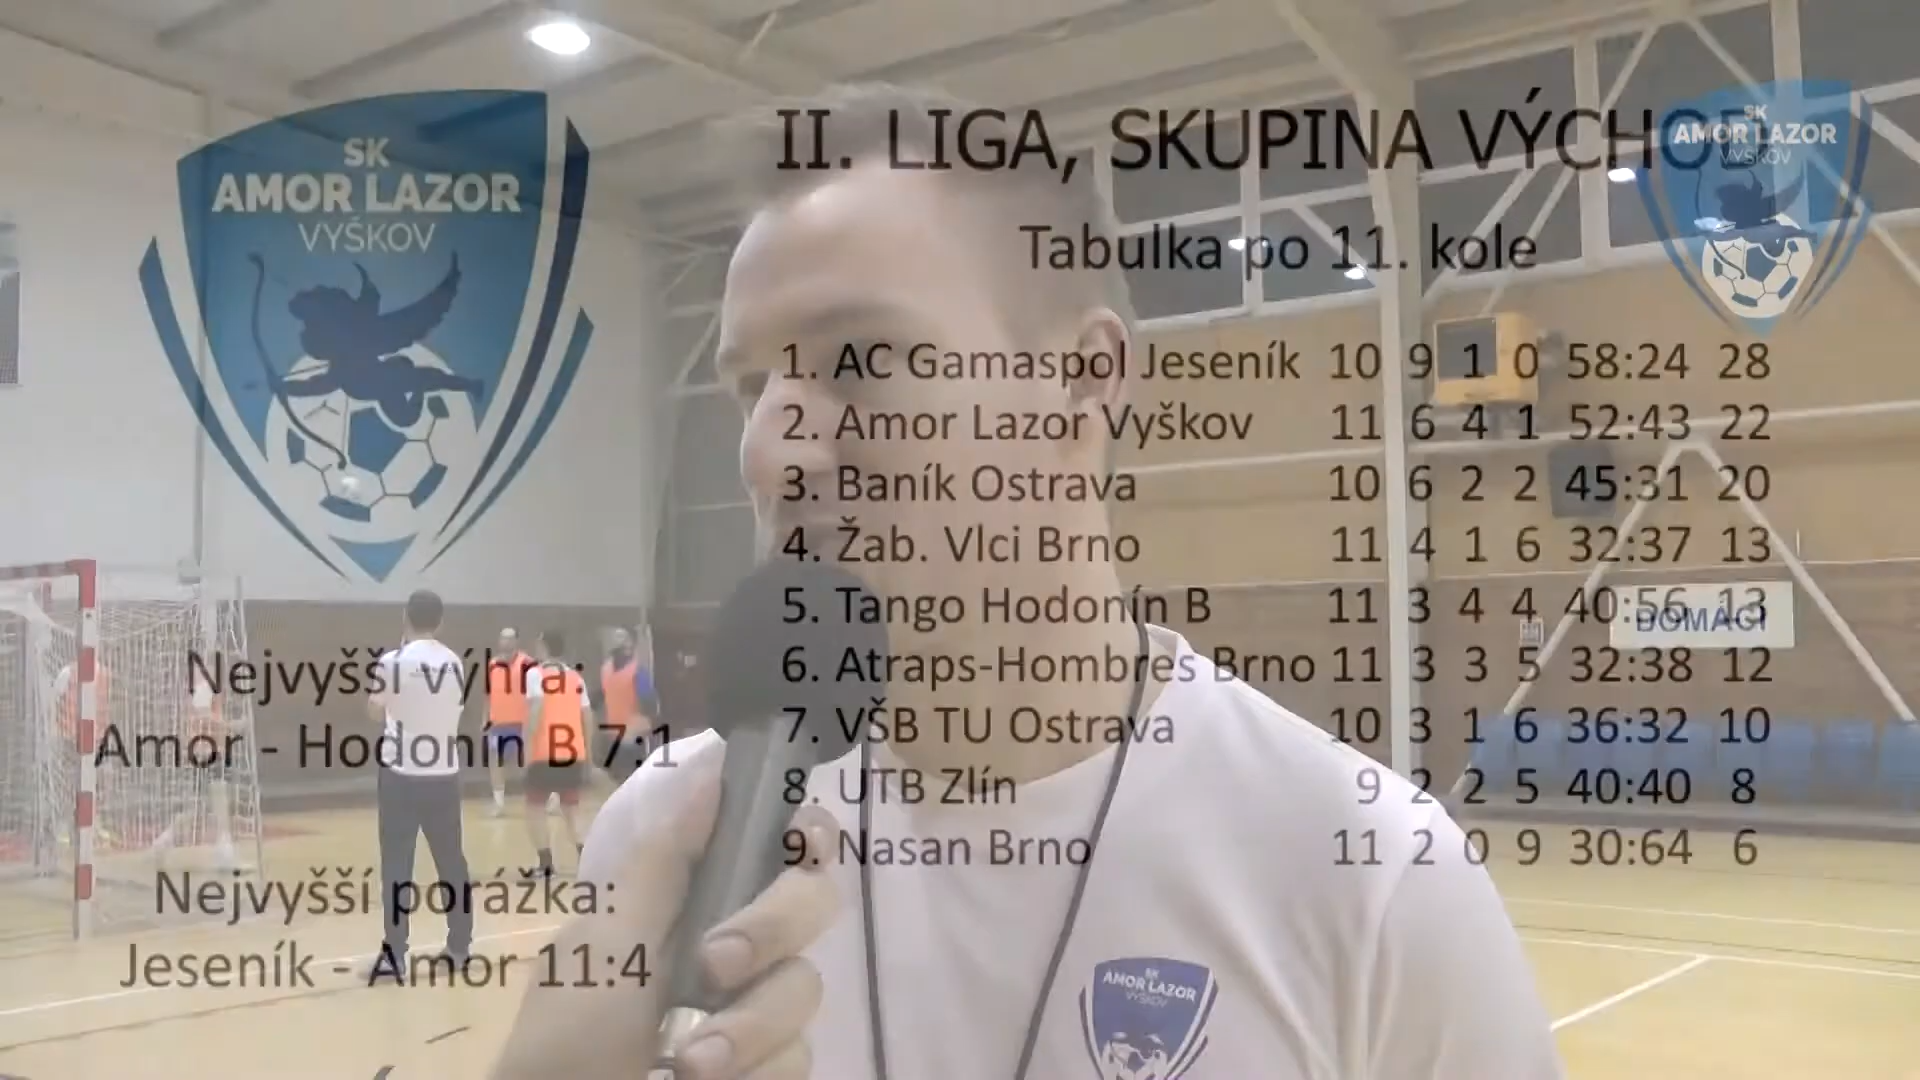 SK
AMOR LAZOR
VYŠKOV
II. LIGA, SKUPINA VÝCHOD
Tabulka po 11. kole
1. AC Gamaspol Jeseník 10 9 1 0 58:24 28
2. Amor Lazor Vyškov 11 6 4 1 52:43 22
3. Baník Ostrava 10 6 2 2 45:31 20
4. Žab. Vlci Brno 11 4 1 6 32:37 13
5. Tango Hodonín B 11 3 4 4 40:56 13
6. Atraps-Hombres Brno 11 3 3 5 32:38 12
7. VŠB TU Ostrava 10 3 1 6 36:32 10
8. UTB Zlín 9 2 2 5 40:40 8
9. Nasan Brno 11 2 0 9 30:64 6
Nejvyšší výhra:
Amor - Hodonín B 7:1
Nejvyšší porážka:
Jeseník - Amor 11:4
SK
AMOR LAZOR
VYŠKOV
DOMÁCÍ
SK
AMOR LAZOR
VYŠKOV